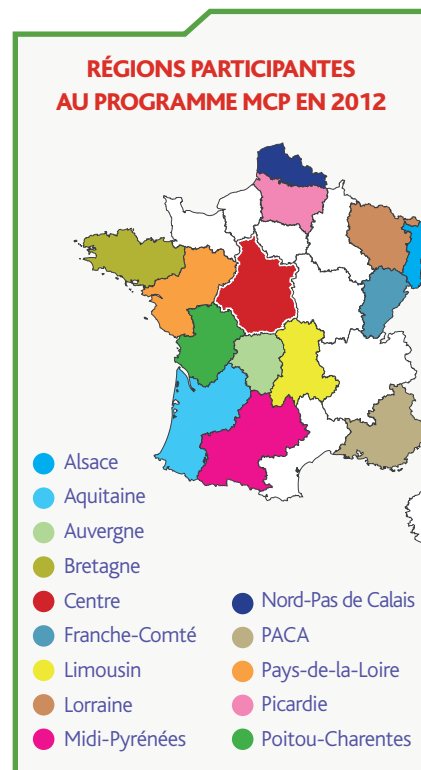 RÉGIONS PARTICIPANTES
AU PROGRAMME MCP EN 2012
Alsace
Aquitaine
Auvergne
Bretagne
Centre
Franche-Comté
Limousin
Lorraine
Midi-Pyrénées
Nord-Pas de Calais
PACA
Pays-de-la-Loire
Picardie
Poitou-Charentes